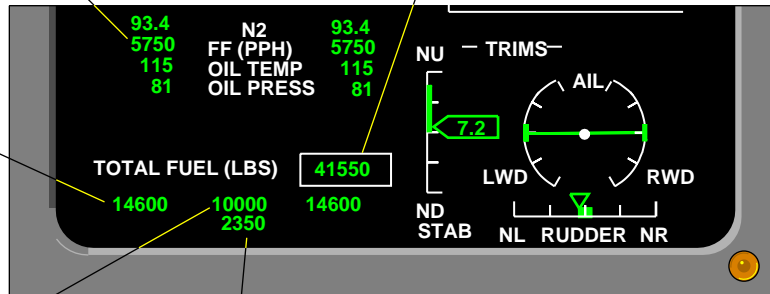 93.4 N2 93.4
5750 FF (PPH) 5750
115 OIL TEMP 115
81 OIL PRESS 81
TOTAL FUEL (LBS) 41550
14600 10000 14600
2350
NU
7.2
ND
STAB
TRIMS
AIL
LWD RWD
NL RUDDER NR